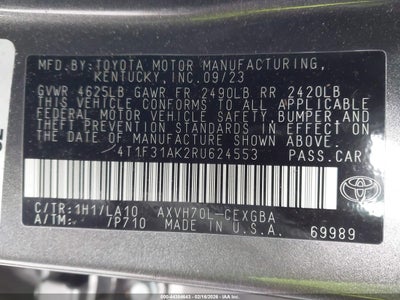 MFD.BY:TOYOTA MOTOR MANUFACTURING,
KENTUCKY, INC.09/23
GVWR 4625LB GAWR FR 2490LB RR 2420LB
THIS VEHICLE CONFORMS TO ALL APPLICABLE
FEDERAL MOTOR VEHICLE SAFETY,BUMPER,AND
THEFT PREVENTION STANDARDS IN EFFECT ON
THE DATE OF MANUFACTURE SHOWN ABOVE.
4T1F31AK2RU624553 PASS.CAR
C/TR:1H1/LA10 AXVH70L-CEXGBA
A/TM: /P710 MADE IN U.S.A.
69989
TOYOTA